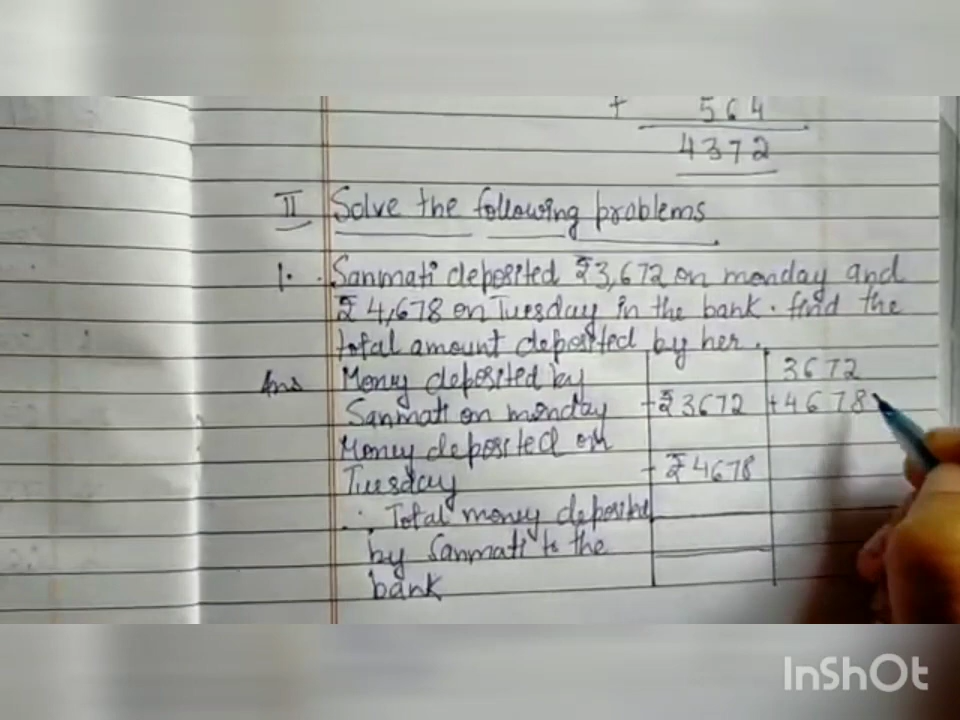 + 564
4372
II Solve the following problems
1. Sanmati deposited ₹3,672 on monday and
₹4,678 on Tuesday in the bank. find the
total amount deposited by her.
Ans Money deposited by 3672
Sanmati on monday - ₹3672 +4678
Money deposited on
Tuesday - ₹4678
∴ Total money deposited
by Sanmati to the
bank
InShOt